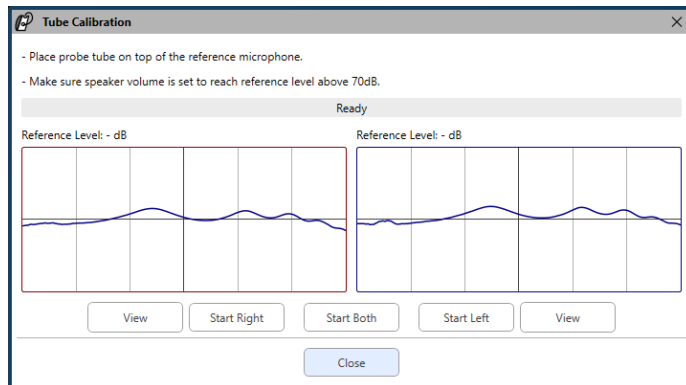 Tube Calibration
- Place probe tube on top of the reference microphone.
- Make sure speaker volume is set to reach reference level above 70dB.
Ready
Reference Level: - dB
Reference Level: - dB
View
Start Right
Start Both
Start Left
View
Close